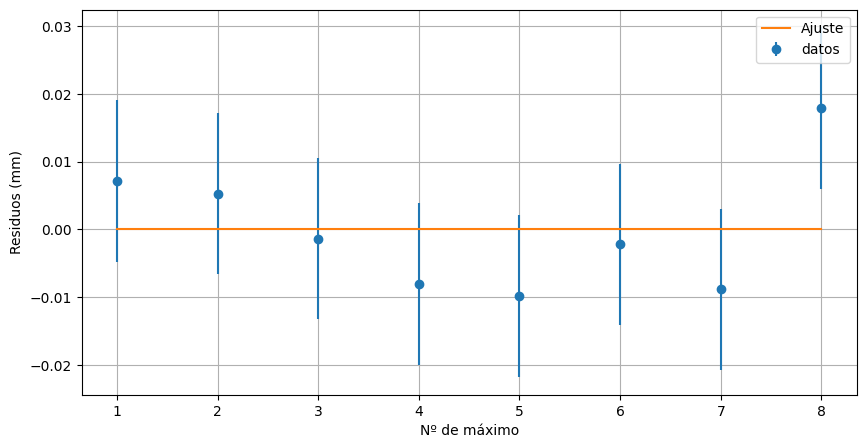 0.03
0.02
0.01
0.00
−0.01
−0.02
Residuos (mm)
Ajuste
datos
1 2 3 4 5 6 7 8
Nº de máximo